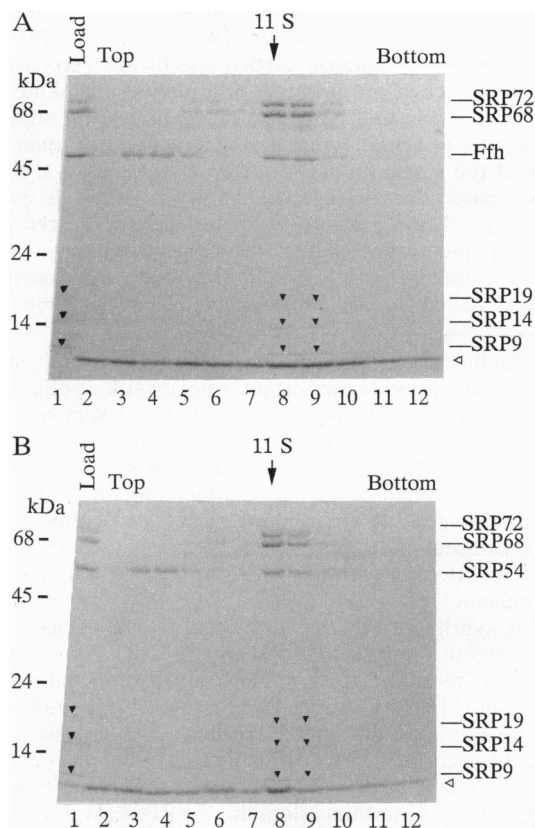 A
11 S
Load
Top
Bottom
kDa
68
45
24
14
SRP72
SRP68
Ffh
SRP19
SRP14
SRP9
1 2 3 4 5 6 7 8 9 10 11 12
B
11 S
Load
Top
Bottom
kDa
68
45
24
14
SRP72
SRP68
SRP54
SRP19
SRP14
SRP9
1 2 3 4 5 6 7 8 9 10 11 12